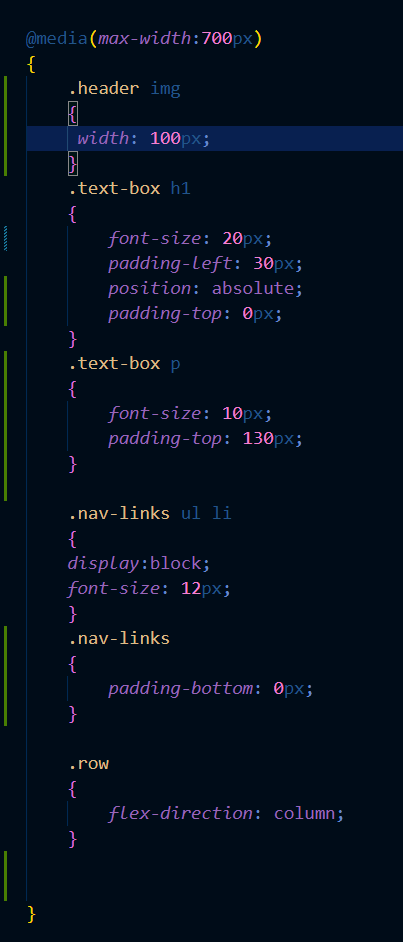 @media(max-width:700px)
{
.header img
{
width: 100px;
}
.text-box h1
{
font-size: 20px;
padding-left: 30px;
position: absolute;
padding-top: 0px;
}
.text-box p
{
font-size: 10px;
padding-top: 130px;
}
.nav-links ul li
{
display:block;
font-size: 12px;
}
.nav-links
{
padding-bottom: 0px;
}
.row
{
flex-direction: column;
}
}